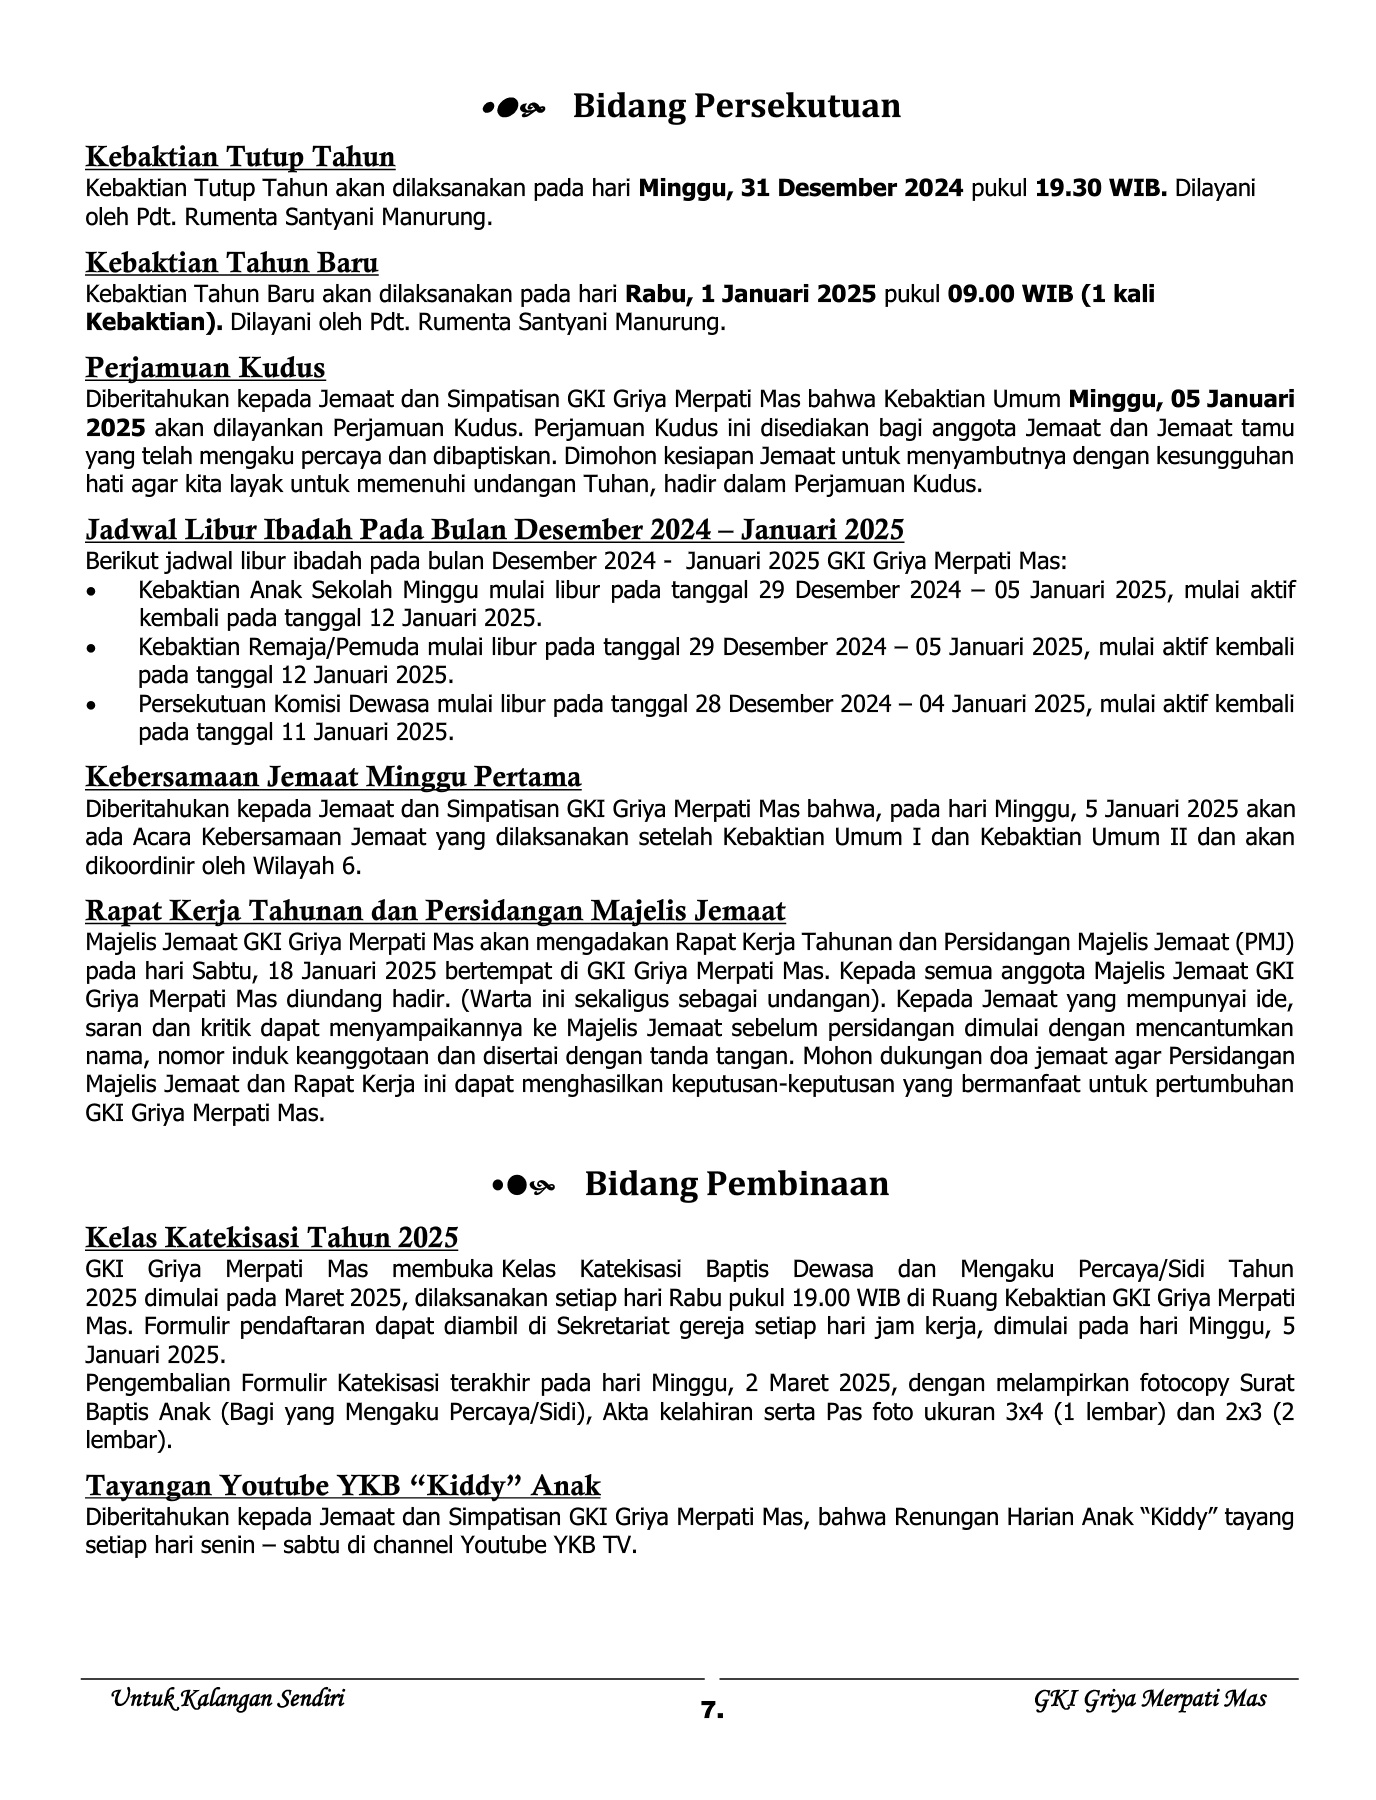 Bidang Persekutuan
Kebaktian Tutup Tahun
Kebaktian Tutup Tahun akan dilaksanakan pada hari Minggu, 31 Desember 2024 pukul 19.30 WIB. Dilayani
oleh Pdt. Rumenta Santyani Manurung.
Kebaktian Tahun Baru
Kebaktian Tahun Baru akan dilaksanakan pada hari Rabu, 1 Januari 2025 pukul 09.00 WIB (1 kali
Kebaktian). Dilayani oleh Pdt. Rumenta Santyani Manurung.
Perjamuan Kudus
Diberitahukan kepada Jemaat dan Simpatisan GKI Griya Merpati Mas bahwa Kebaktian Umum Minggu, 05 Januari
2025 akan dilayankan Perjamuan Kudus. Perjamuan Kudus ini disediakan bagi anggota Jemaat dan Jemaat tamu
yang telah mengaku percaya dan dibaptiskan. Dimohon kesiapan Jemaat untuk menyambutnya dengan kesungguhan
hati agar kita layak untuk memenuhi undangan Tuhan, hadir dalam Perjamuan Kudus.
Jadwal Libur Ibadah Pada Bulan Desember 2024 – Januari 2025
Berikut jadwal libur ibadah pada bulan Desember 2024 - Januari 2025 GKI Griya Merpati Mas:
• Kebaktian Anak Sekolah Minggu mulai libur pada tanggal 29 Desember 2024 – 05 Januari 2025, mulai aktif
kembali pada tanggal 12 Januari 2025.
• Kebaktian Remaja/Pemuda mulai libur pada tanggal 29 Desember 2024 – 05 Januari 2025, mulai aktif kembali
pada tanggal 12 Januari 2025.
• Persekutuan Komisi Dewasa mulai libur pada tanggal 28 Desember 2024 – 04 Januari 2025, mulai aktif kembali
pada tanggal 11 Januari 2025.
Kebersamaan Jemaat Minggu Pertama
Diberitahukan kepada Jemaat dan Simpatisan GKI Griya Merpati Mas bahwa, pada hari Minggu, 5 Januari 2025 akan
ada Acara Kebersamaan Jemaat yang dilaksanakan setelah Kebaktian Umum I dan Kebaktian Umum II dan akan
dikoordinir oleh Wilayah 6.
Rapat Kerja Tahunan dan Persidangan Majelis Jemaat
Majelis Jemaat GKI Griya Merpati Mas akan mengadakan Rapat Kerja Tahunan dan Persidangan Majelis Jemaat (PMJ)
pada hari Sabtu, 18 Januari 2025 bertempat di GKI Griya Merpati Mas. Kepada semua anggota Majelis Jemaat GKI
Griya Merpati Mas diundang hadir. (Warta ini sekaligus sebagai undangan). Kepada Jemaat yang mempunyai ide,
saran dan kritik dapat menyampaikannya ke Majelis Jemaat sebelum persidangan dimulai dengan mencantumkan
nama, nomor induk keanggotaan dan disertai dengan tanda tangan. Mohon dukungan doa jemaat agar Persidangan
Majelis Jemaat dan Rapat Kerja ini dapat menghasilkan keputusan-keputusan yang bermanfaat untuk pertumbuhan
GKI Griya Merpati Mas.
Bidang Pembinaan
Kelas Katekisasi Tahun 2025
GKI Griya Merpati Mas membuka Kelas Katekisasi Baptis Dewasa dan Mengaku Percaya/Sidi Tahun
2025 dimulai pada Maret 2025, dilaksanakan setiap hari Rabu pukul 19.00 WIB di Ruang Kebaktian GKI Griya Merpati
Mas. Formulir pendaftaran dapat diambil di Sekretariat gereja setiap hari jam kerja, dimulai pada hari Minggu, 5
Januari 2025.
Pengembalian Formulir Katekisasi terakhir pada hari Minggu, 2 Maret 2025, dengan melampirkan fotocopy Surat
Baptis Anak (Bagi yang Mengaku Percaya/Sidi), Akta kelahiran serta Pas foto ukuran 3x4 (1 lembar) dan 2x3 (2
lembar).
Tayangan Youtube YKB “Kiddy” Anak
Diberitahukan kepada Jemaat dan Simpatisan GKI Griya Merpati Mas, bahwa Renungan Harian Anak “Kiddy” tayang
setiap hari senin – sabtu di channel Youtube YKB TV.
Untuk Kalangan Sendiri
7.
GKI Griya Merpati Mas